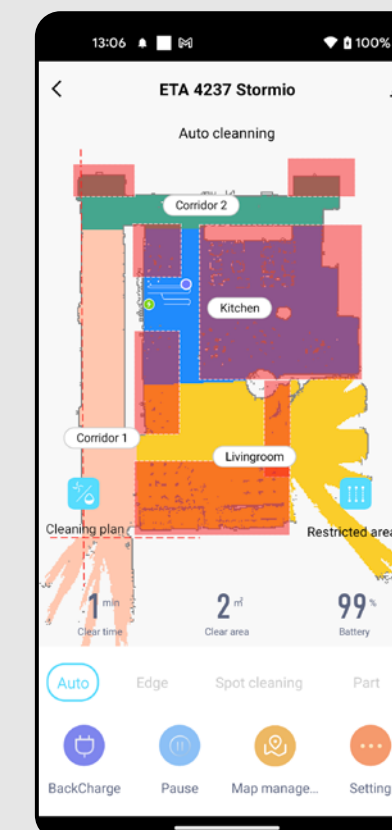 13:06
100%
ETA 4237 Stormio
Auto cleanning
Corridor 2
Kitchen
Corridor 1
Livingroom
Cleaning plan
Restricted area
1 min
2 ㎡
99 %
Clear time
Clear area
Battery
Auto
Edge
Spot cleaning
Part
BackCharge
Pause
Map manage...
Setting